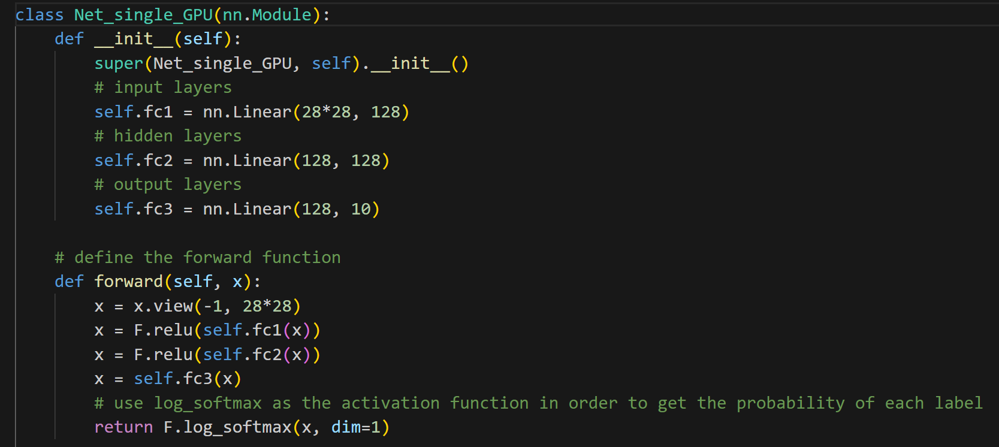 class Net_single_GPU(nn.Module):
    def __init__(self):
        super(Net_single_GPU, self).__init__()
        # input layers
        self.fc1 = nn.Linear(28*28, 128)
        # hidden layers
        self.fc2 = nn.Linear(128, 128)
        # output layers
        self.fc3 = nn.Linear(128, 10)

    # define the forward function
    def forward(self, x):
        x = x.view(-1, 28*28)
        x = F.relu(self.fc1(x))
        x = F.relu(self.fc2(x))
        x = self.fc3(x)
        # use log_softmax as the activation function in order to get the probability of each label
        return F.log_softmax(x, dim=1)